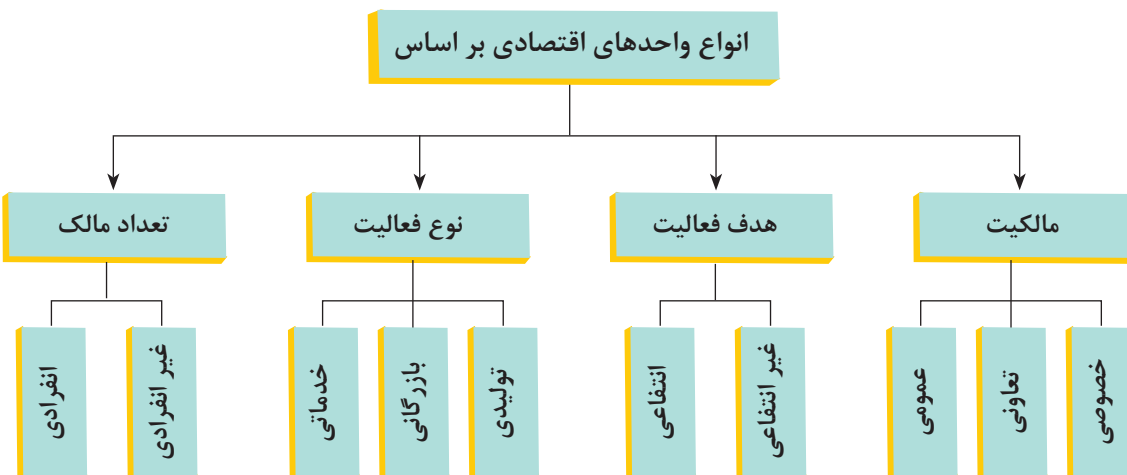 انواع واحدهای اقتصادی بر اساس
مالکیت
هدف فعالیت
نوع فعالیت
تعداد مالک
خصوصی
تعاونی
عمومی
غیر انتفاعی
انتفاعی
تولیدی
بازرگانی
خدماتی
غیر انفرادی
انفرادی